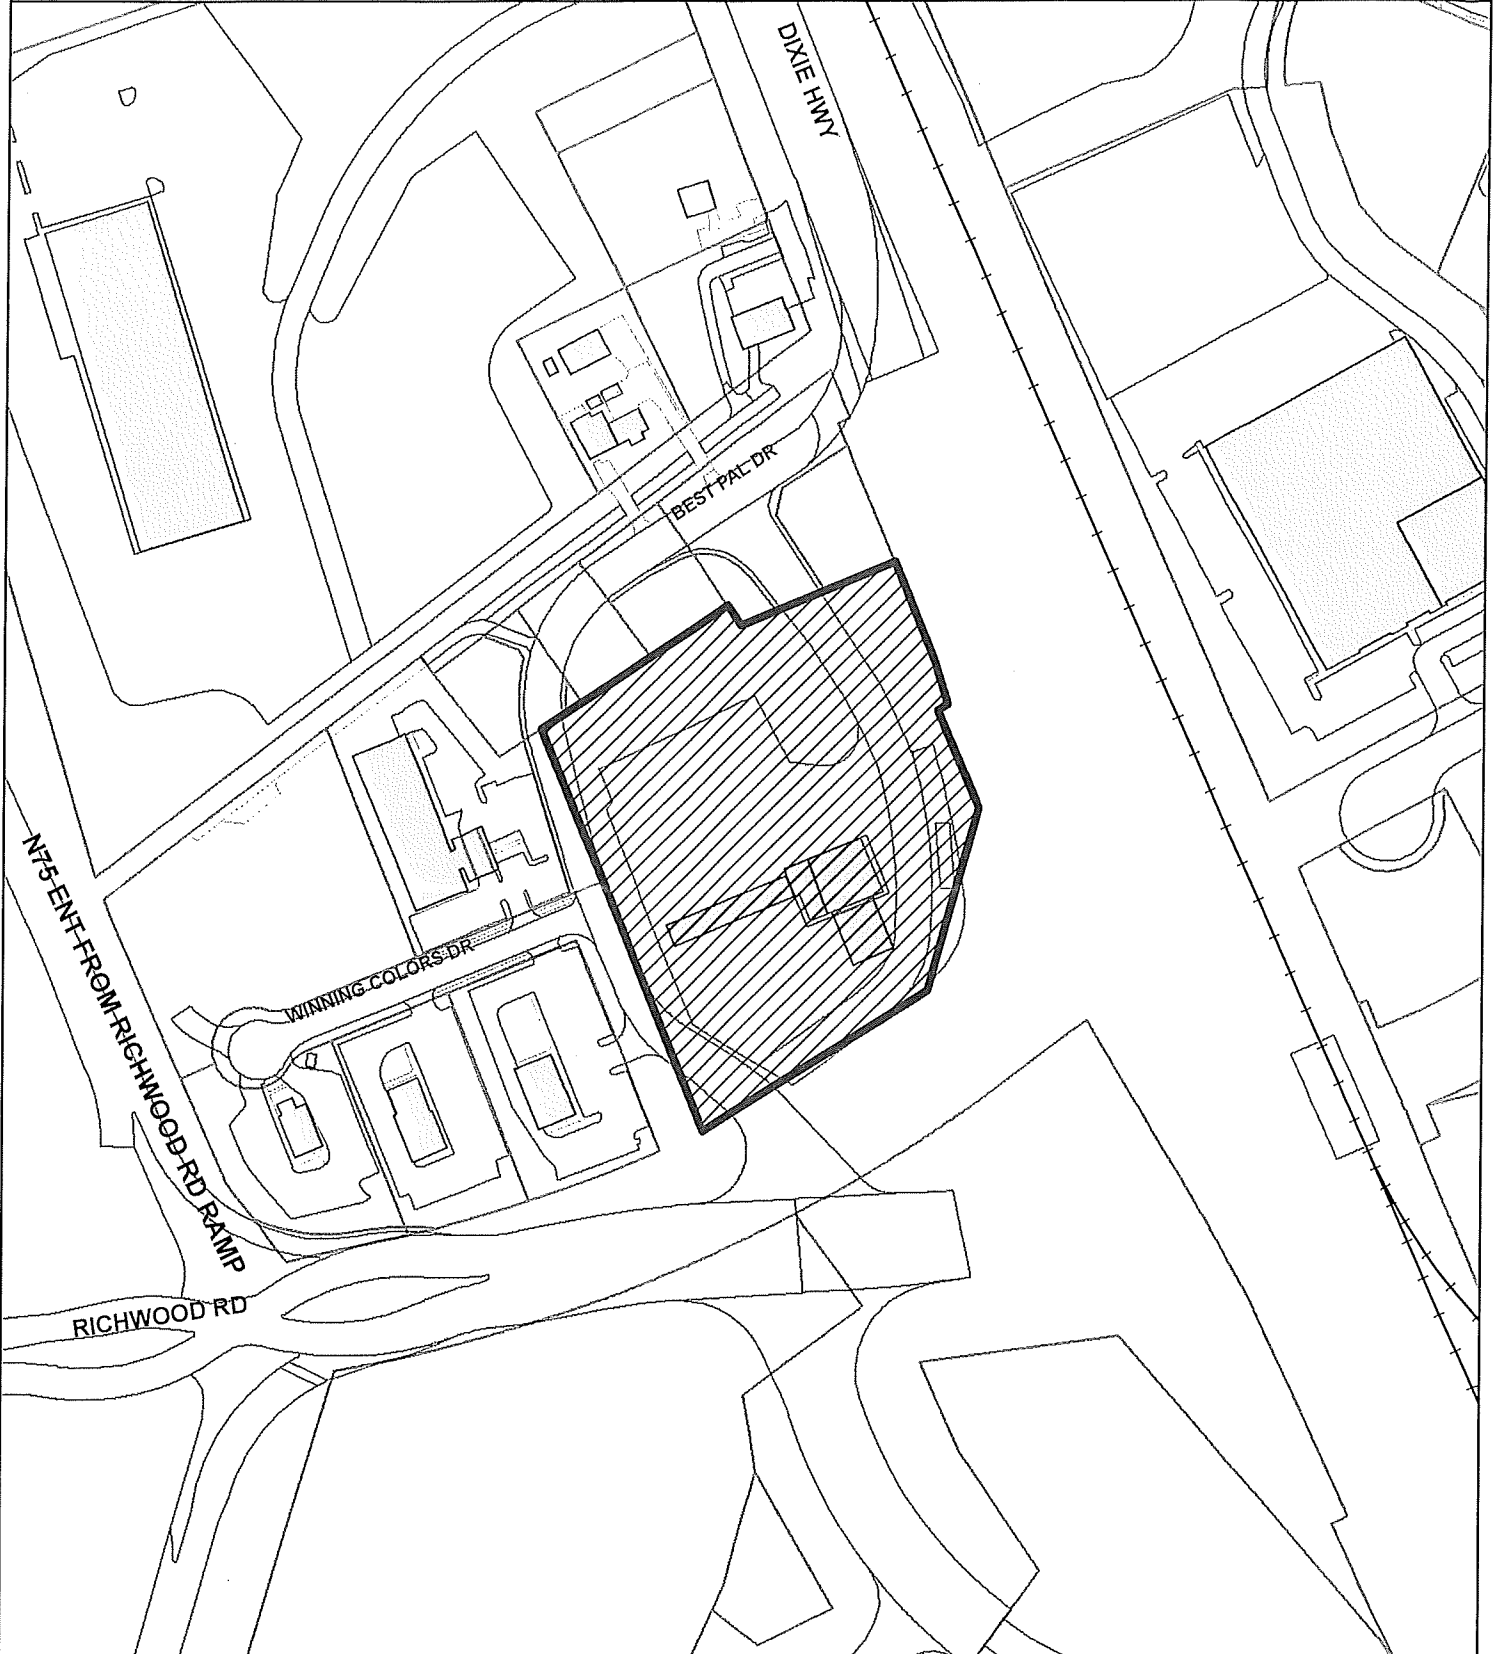 DIXIE HWY
BEST PAL DR
N75 ENT FROM RICHWOOD RD RAMP
WINNING COLORS DR
RICHWOOD RD